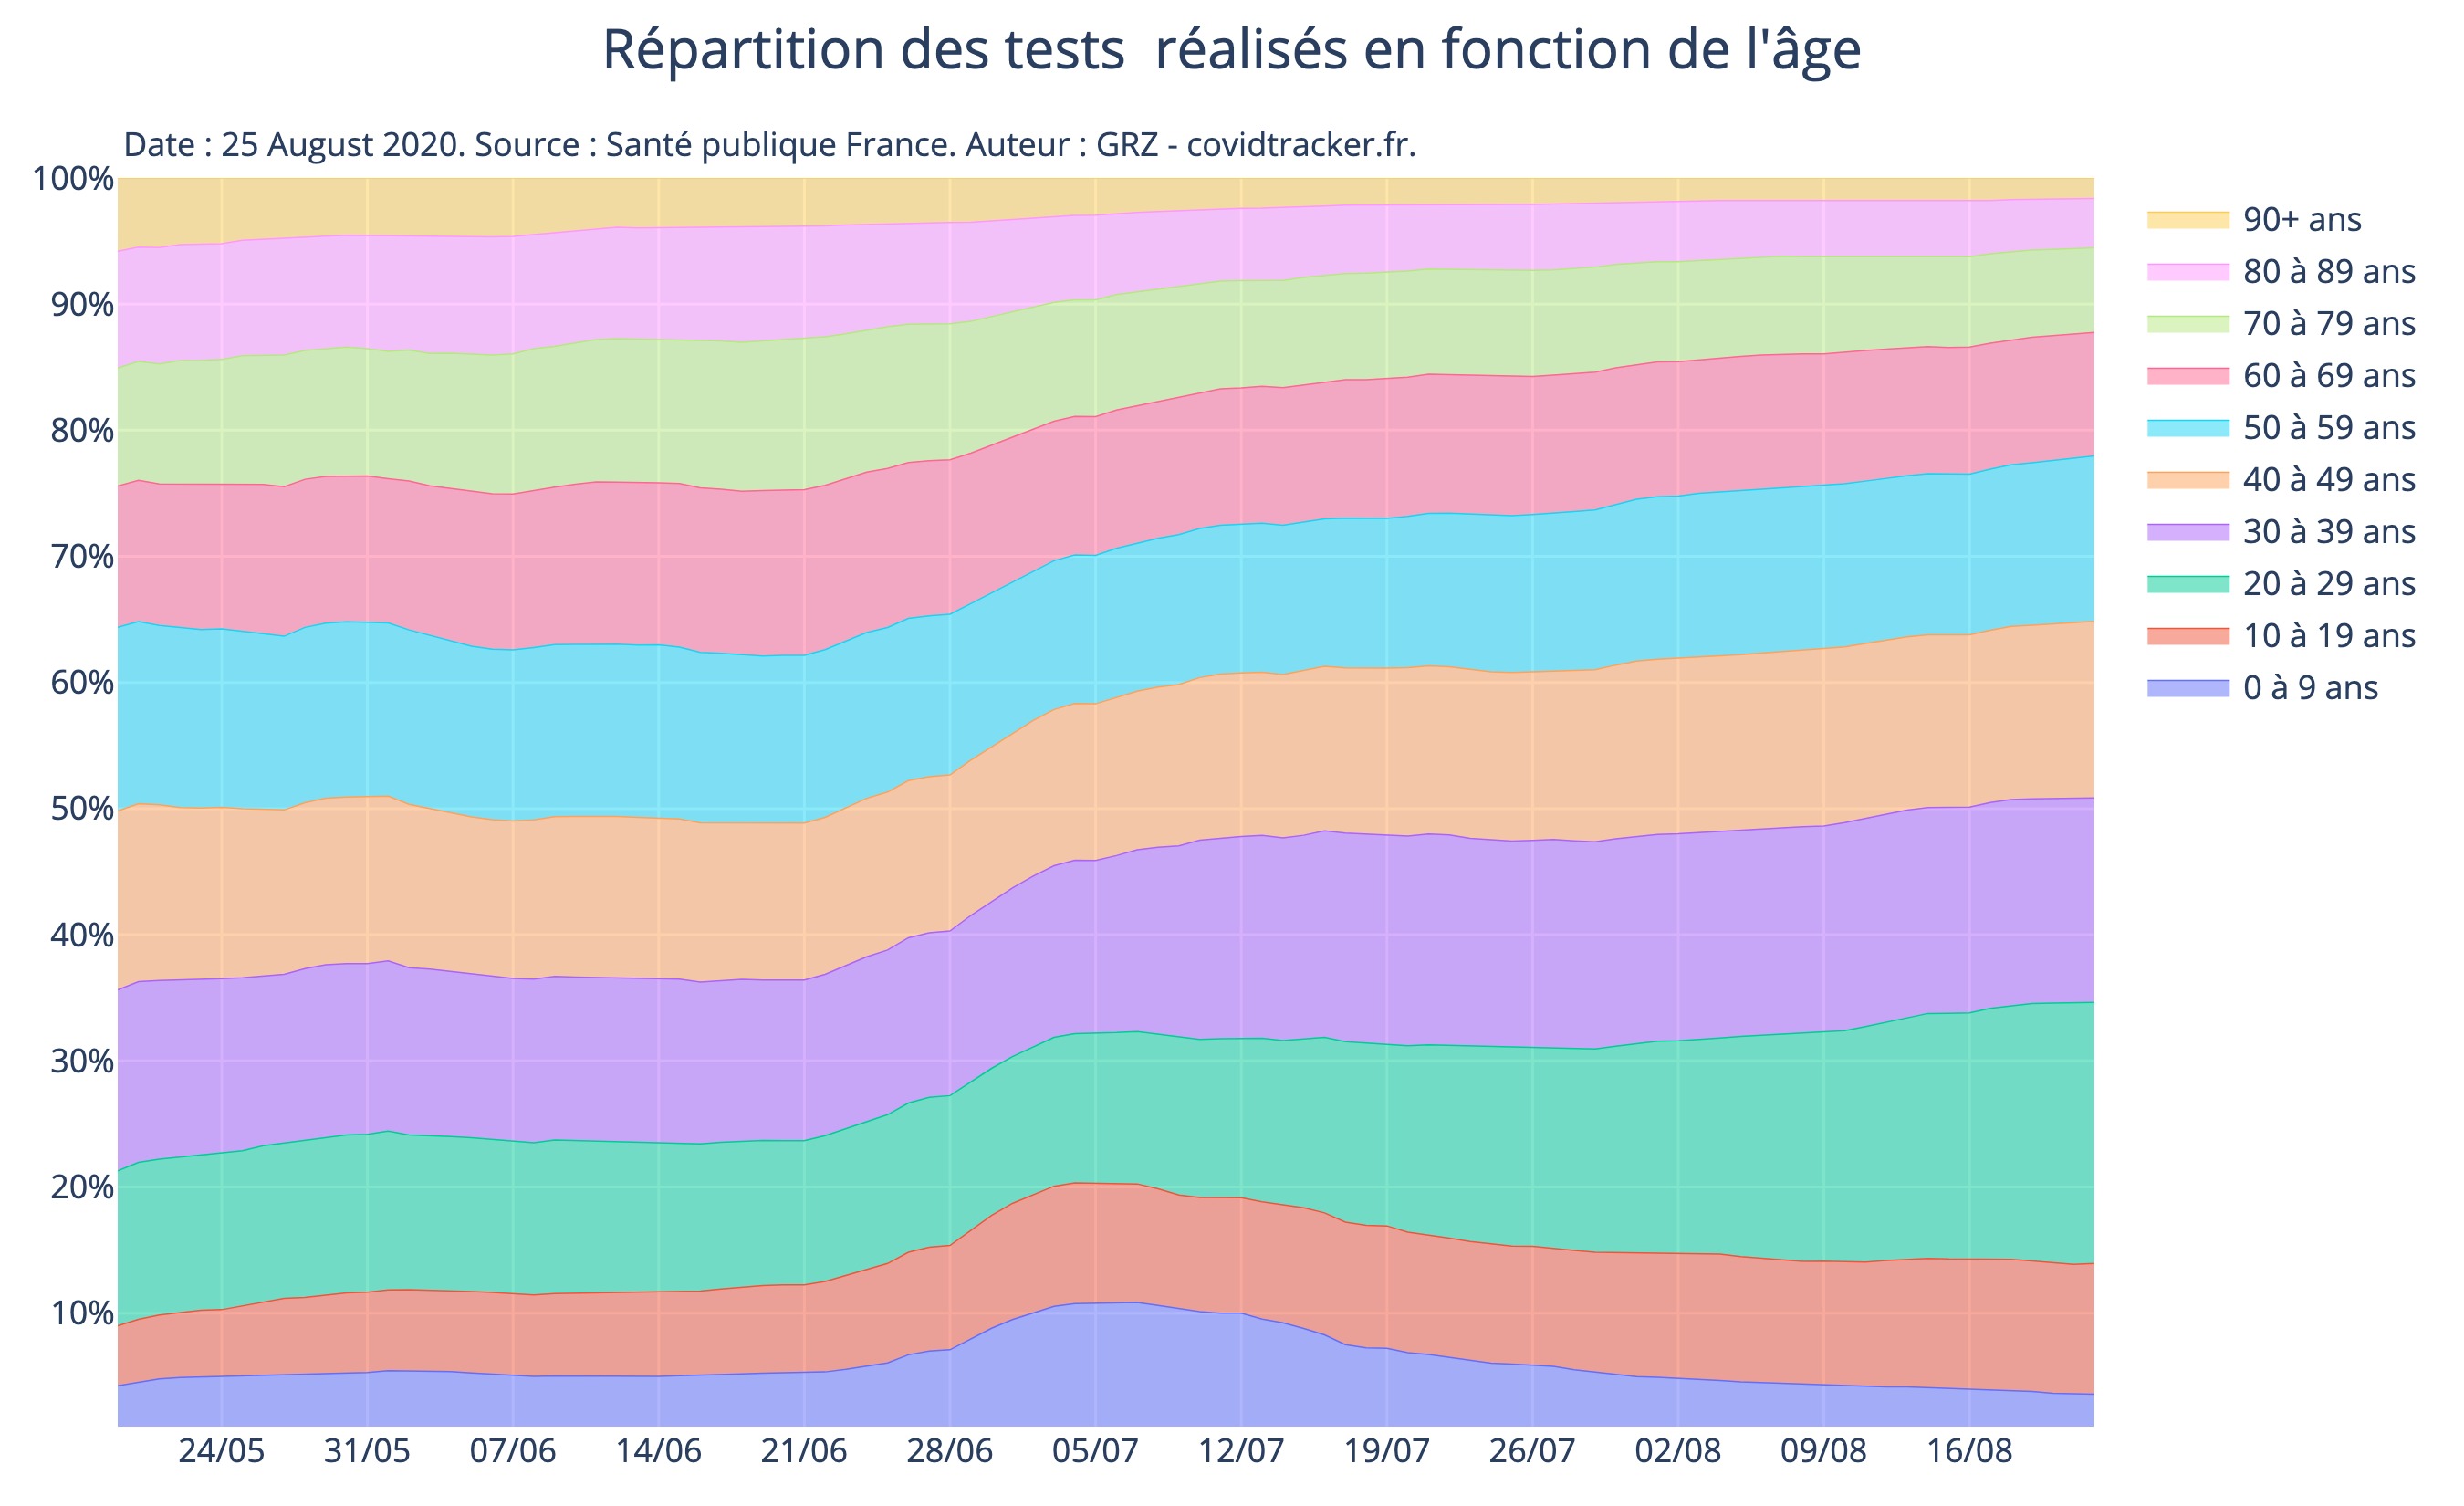 Répartition des tests  réalisés en fonction de l'âge
Date : 25 August 2020. Source : Santé publique France. Auteur : GRZ - covidtracker.fr.
100%
90%
80%
70%
60%
50%
40%
30%
20%
10%
24/05 31/05 07/06 14/06 21/06 28/06 05/07 12/07 19/07 26/07 02/08 09/08 16/08
90+ ans
80 à 89 ans
70 à 79 ans
60 à 69 ans
50 à 59 ans
40 à 49 ans
30 à 39 ans
20 à 29 ans
10 à 19 ans
0 à 9 ans